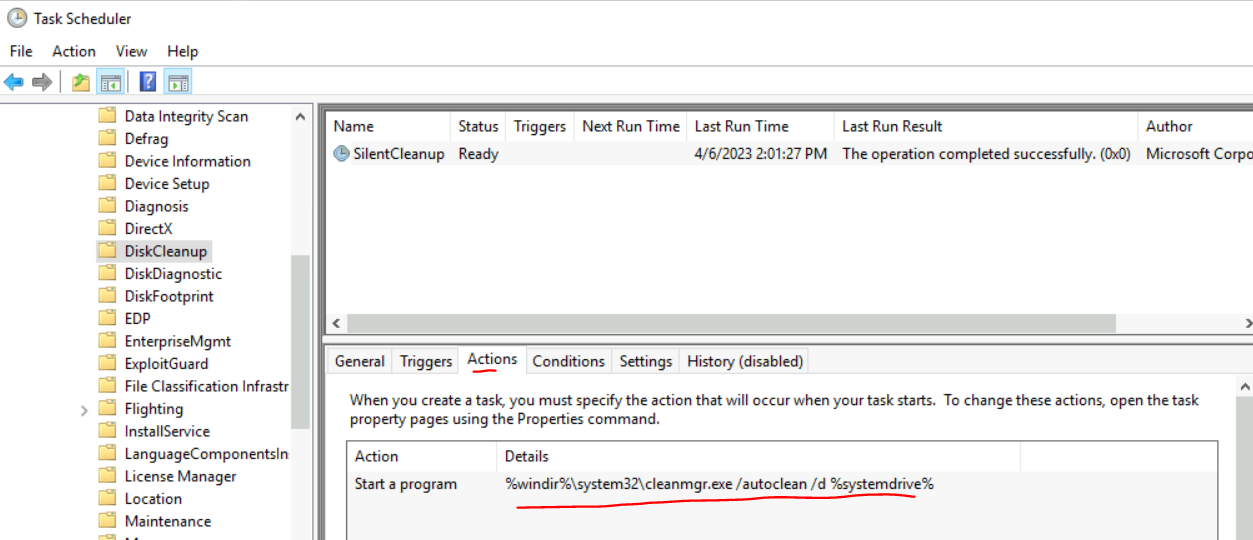 Task Scheduler
File Action View Help
Data Integrity Scan
Defrag
Device Information
Device Setup
Diagnosis
DirectX
DiskCleanup
DiskDiagnostic
DiskFootprint
EDP
EnterpriseMgmt
ExploitGuard
File Classification Infrastr
Flighting
InstallService
LanguageComponentsIn
License Manager
Location
Maintenance
Name Status Triggers Next Run Time Last Run Time Last Run Result Author
SilentCleanup Ready 4/6/2023 2:01:27 PM The operation completed successfully. (0x0) Microsoft Corpo
General Triggers Actions Conditions Settings History (disabled)
When you create a task, you must specify the action that will occur when your task starts. To change these actions, open the task
property pages using the Properties command.
Action Details
Start a program %windir%\system32\cleanmgr.exe /autoclean /d %systemdrive%